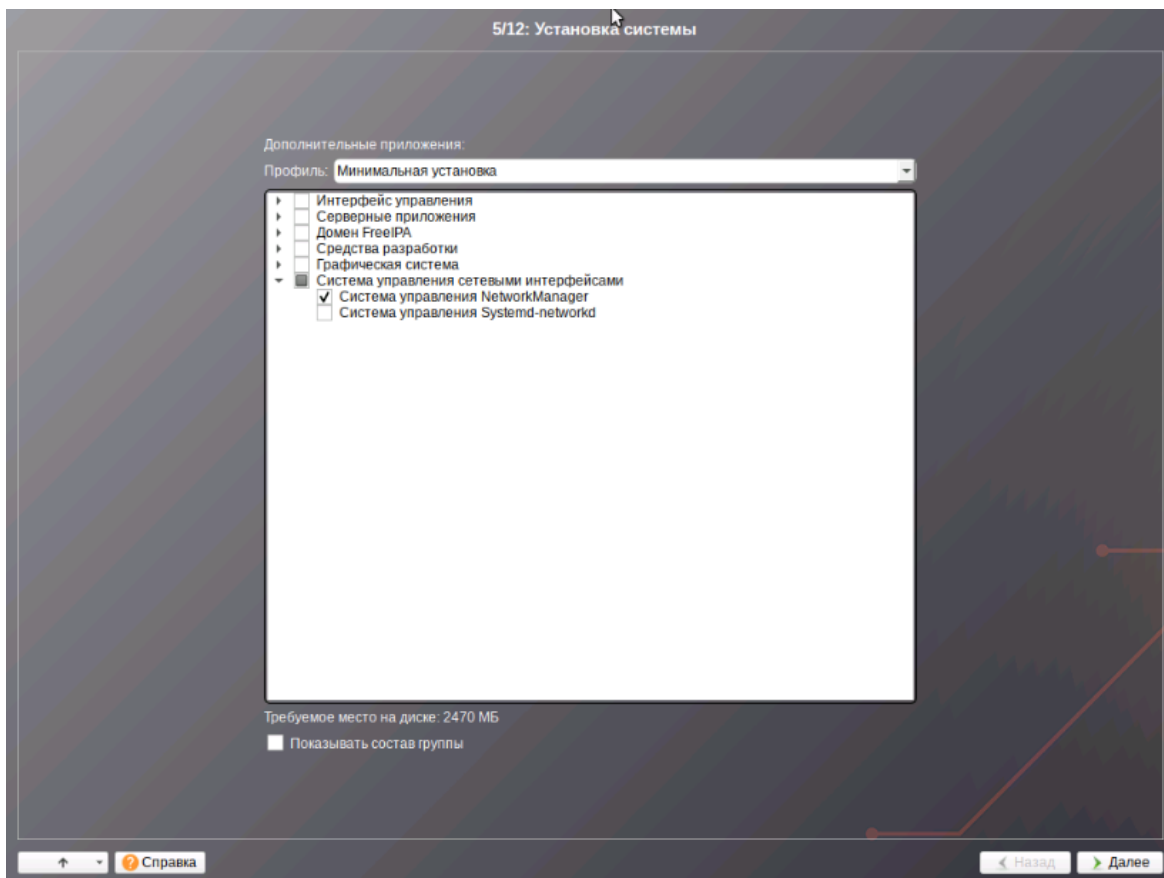 5/12: Установка системы
Дополнительные приложения:
Профиль: Минимальная установка
Интерфейс управления
Серверные приложения
Домен FreeIPA
Средства разработки
Графическая система
Система управления сетевыми интерфейсами
Система управления NetworkManager
Система управления Systemd-networkd
Требуемое место на диске: 2470 МБ
Показывать состав группы
Справка
Назад
Далее